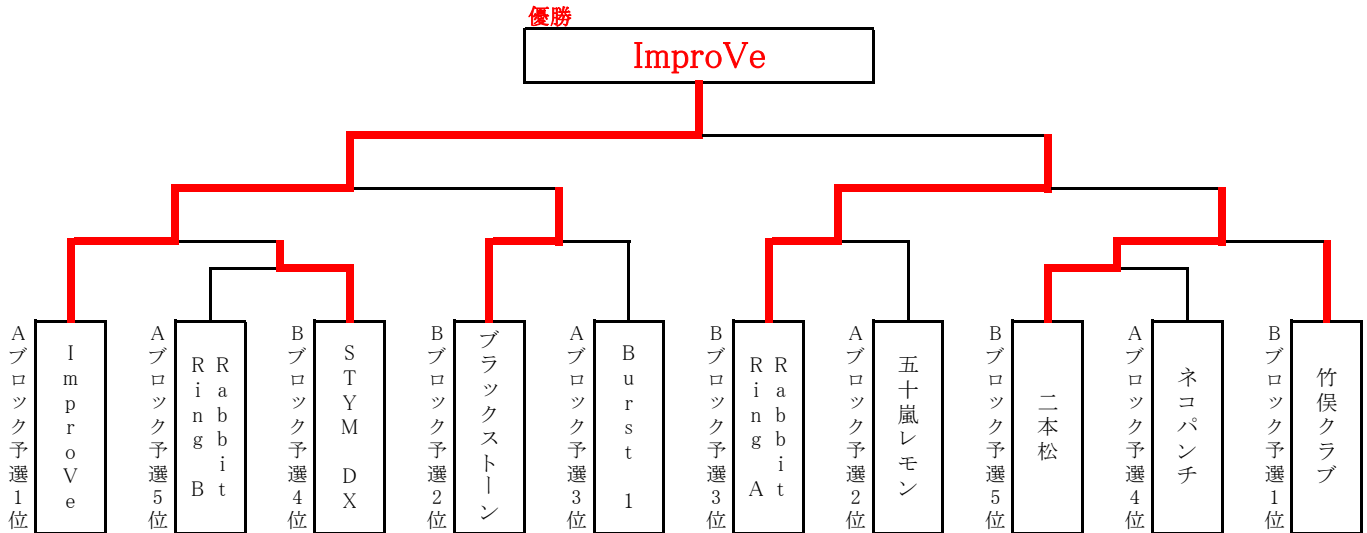 優勝
ImproVe
Aブロック予選1位
ImproVe
Aブロック予選5位
Rabbit
Ring B
Bブロック予選4位
STYM DX
Bブロック予選2位
ブラックストーン
Aブロック予選3位
Burst 1
Bブロック予選3位
Rabbit
Ring A
Aブロック予選2位
五十嵐レモン
Bブロック予選5位
二本松
Aブロック予選4位
ネコパンチ
Bブロック予選1位
竹俣クラブ